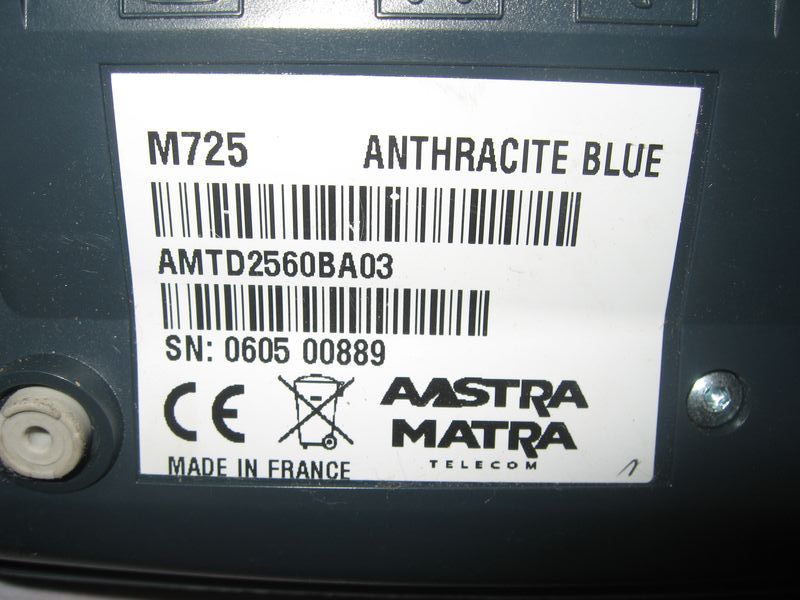 M725 ANTHRACITE BLUE
AMTD2560BA03
SN: 0605 00889
CE
AASTRA
MATRA
TELECOM
MADE IN FRANCE